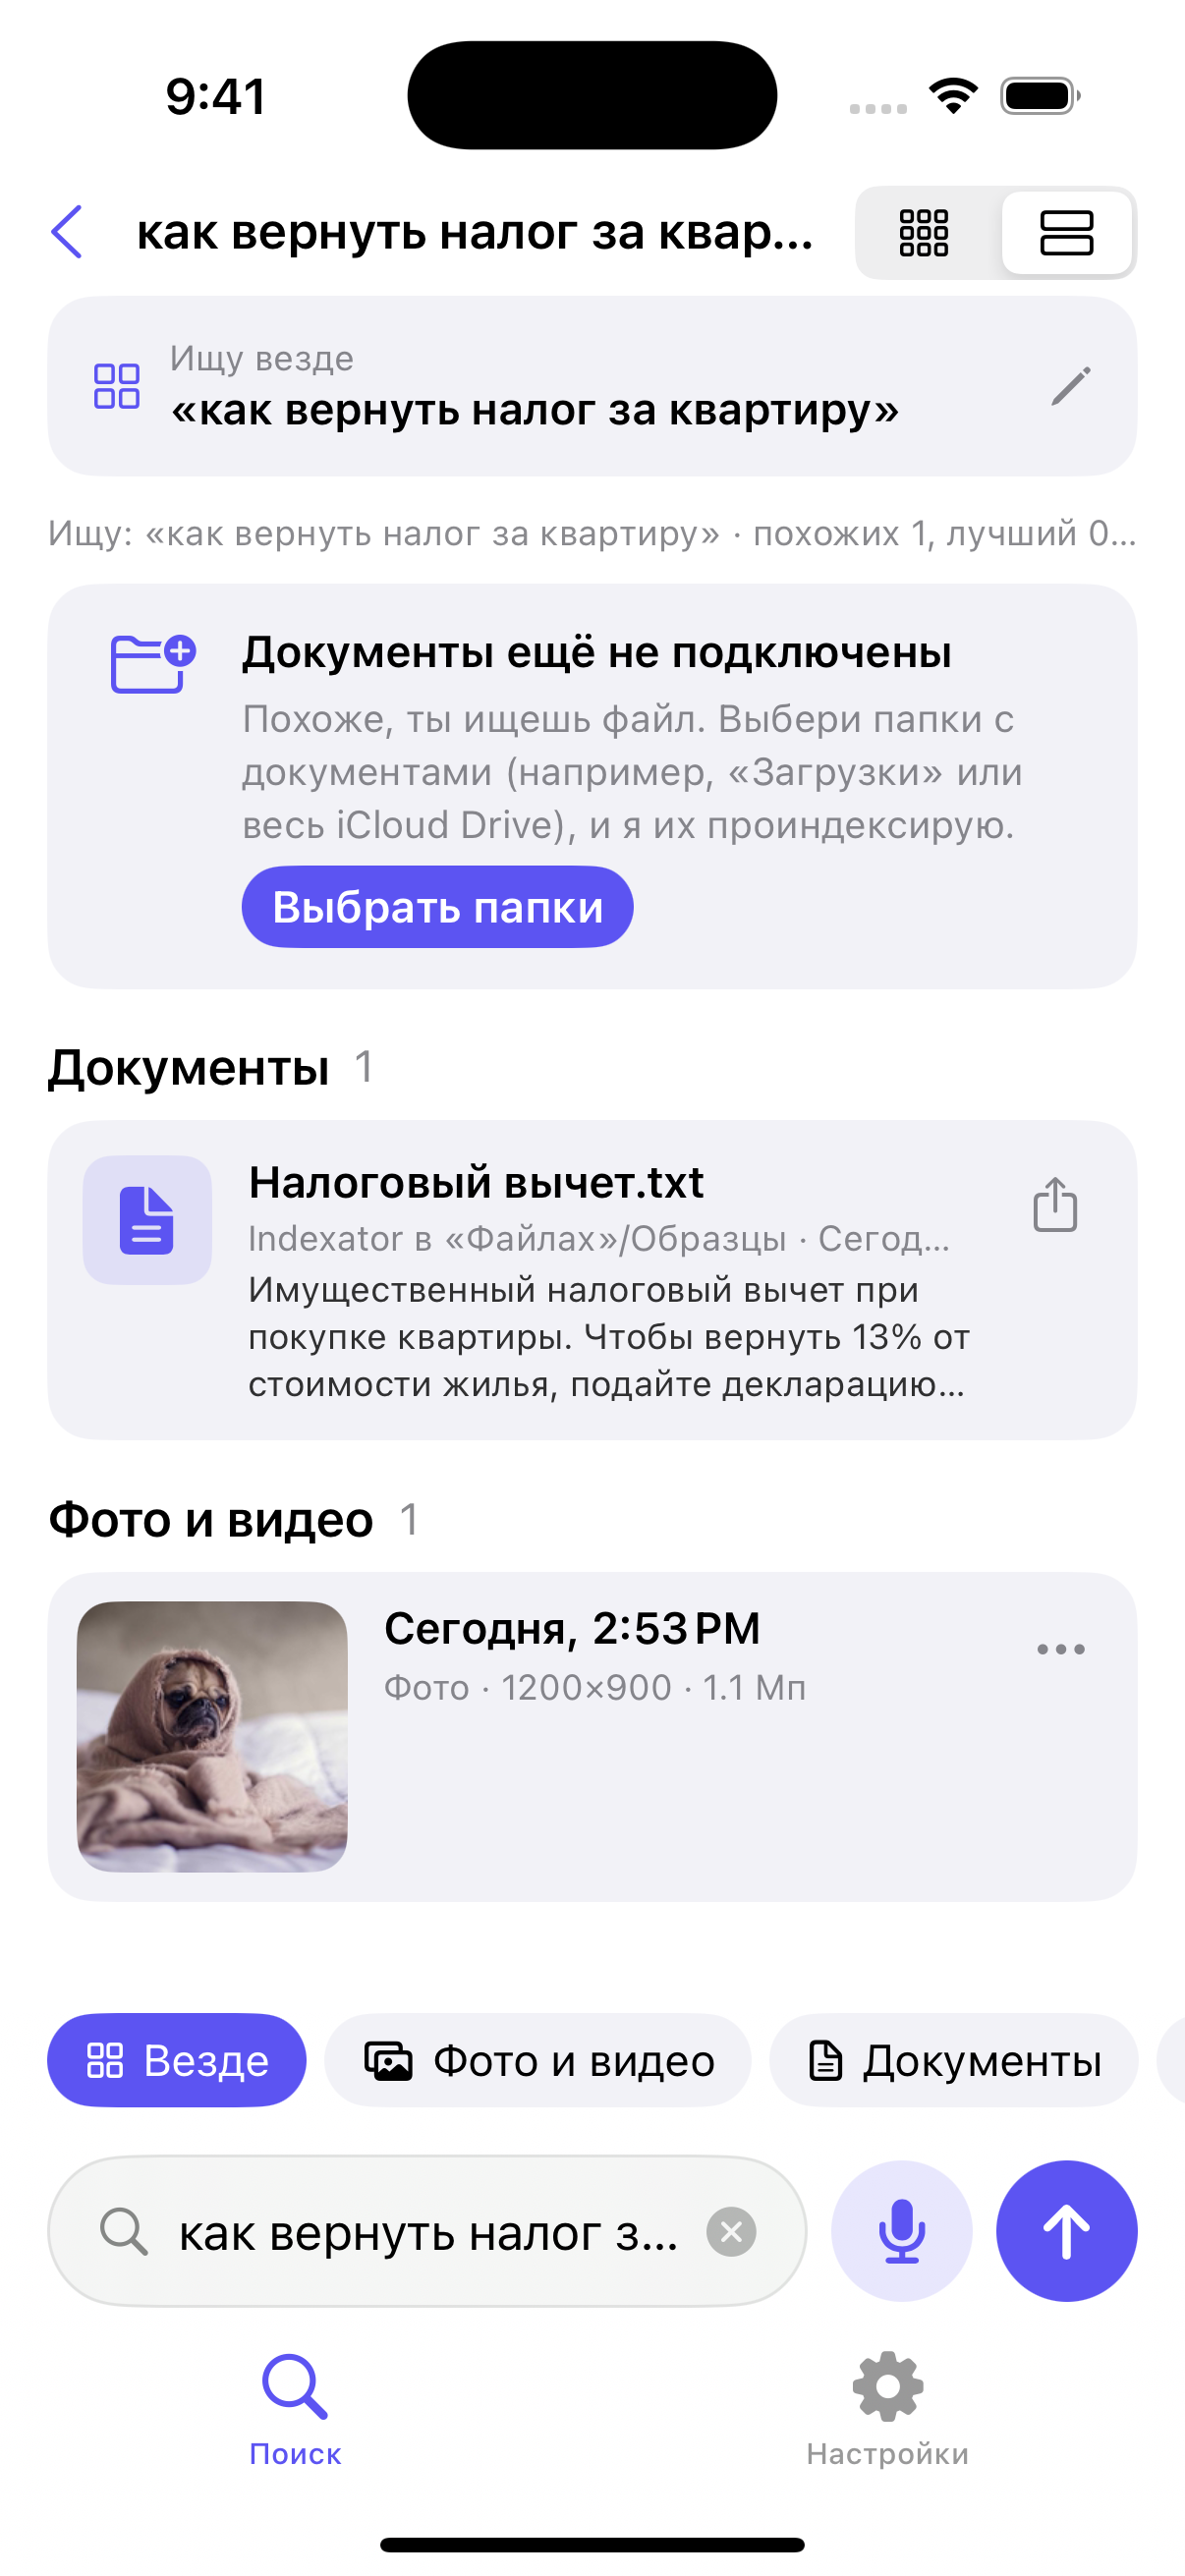 9:41
как вернуть налог за квар...
Ищу везде
«как вернуть налог за квартиру»
Ищу: «как вернуть налог за квартиру» · похожих 1, лучший 0...
Документы ещё не подключены
Похоже, ты ищешь файл. Выбери папки с
документами (например, «Загрузки» или
весь iCloud Drive), и я их проиндексирую.
Выбрать папки
Документы 1
Налоговый вычет.txt
Indexator в «Файлах»/Образцы · Сегод...
Имущественный налоговый вычет при
покупке квартиры. Чтобы вернуть 13% от
стоимости жилья, подайте декларацию...
Фото и видео 1
Сегодня, 2:53 PM
Фото · 1200×900 · 1.1 Мп
Везде Фото и видео Документы
как вернуть налог з...
Поиск Настройки